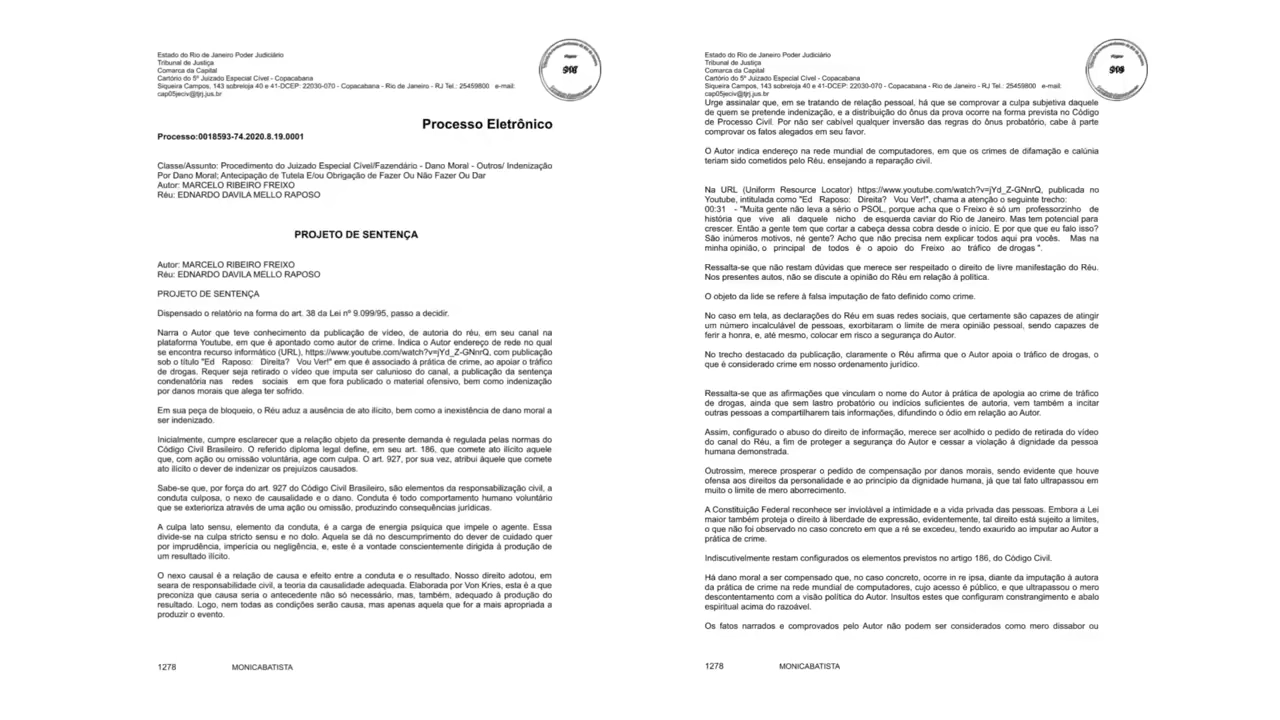 Estado do Rio de Janeiro Poder Judiciário
Tribunal de Justiça
Comarca da Capital
Cartório do 5º Juizado Especial Cível - Copacabana
Siqueira Campos, 143 sobreloja 40 e 41-DCEP: 22030-070 - Copacabana - Rio de Janeiro - RJ Tel.: 25459800 e-mail:
cap05jeciv@tjrj.jus.br
Processo Eletrônico
Processo:0018593-74.2020.8.19.0001
Classe/Assunto: Procedimento do Juizado Especial Cível/Fazendário - Dano Moral - Outros/ Indenização
Por Dano Moral; Antecipação de Tutela E/ou Obrigação de Fazer Ou Não Fazer Ou Dar
Autor: MARCELO RIBEIRO FREIXO
Réu: EDNARDO DAVILA MELLO RAPOSO
PROJETO DE SENTENÇA
Autor: MARCELO RIBEIRO FREIXO
Réu: EDNARDO DAVILA MELLO RAPOSO
PROJETO DE SENTENÇA
Dispensado o relatório na forma do art. 38 da Lei nº 9.099/95, passo a decidir.
Narra o Autor que teve conhecimento da publicação de vídeo, de autoria do réu, em seu canal na
plataforma Youtube, em que é apontado como autor de crime. Indica o Autor endereço de rede no qual
se encontra recurso informático (URL), https://www.youtube.com/watch?v=jYd_Z-GNnrQ, com publicação
sob o título "Ed Raposo: Direita? Vou Ver!" em que é associado à prática de crime, ao apoiar o tráfico
de drogas. Requer seja retirado o vídeo que imputa ser calunioso do canal, a publicação da sentença
condenatória nas redes sociais em que fora publicado o material ofensivo, bem como indenização
por danos morais que alega ter sofrido.
Em sua peça de bloqueio, o Réu aduz a ausência de ato ilícito, bem como a inexistência de dano moral a
ser indenizado.
Inicialmente, cumpre esclarecer que a relação objeto da presente demanda é regulada pelas normas do
Código Civil Brasileiro. O referido diploma legal define, em seu art. 186, que comete ato ilícito aquele
que, com ação ou omissão voluntária, age com culpa. O art. 927, por sua vez, atribui àquele que comete
ato ilícito o dever de indenizar os prejuízos causados.
Sabe-se que, por força do art. 927 do Código Civil Brasileiro, são elementos da responsabilização civil, a
conduta culposa, o nexo de causalidade e o dano. Conduta é todo comportamento humano voluntário
que se exterioriza através de uma ação ou omissão, produzindo consequências jurídicas.
A culpa lato sensu, elemento da conduta, é a carga de energia psíquica que impele o agente. Essa
divide-se na culpa stricto sensu e no dolo. Aquela se dá no descumprimento do dever de cuidado quer
por imprudência, imperícia ou negligência, e, este é a vontade conscientemente dirigida à produção de
um resultado ilícito.
O nexo causal é a relação de causa e efeito entre a conduta e o resultado. Nosso direito adotou, em
seara de responsabilidade civil, a teoria da causalidade adequada. Elaborada por Von Kries, esta é a que
preconiza que causa seria o antecedente não só necessário, mas, também, adequado à produção do
resultado. Logo, nem todas as condições serão causa, mas apenas aquela que for a mais apropriada a
produzir o evento.
1278 MONICABATISTA
Estado do Rio de Janeiro Poder Judiciário
Tribunal de Justiça
Comarca da Capital
Cartório do 5º Juizado Especial Cível - Copacabana
Siqueira Campos, 143 sobreloja 40 e 41-DCEP: 22030-070 - Copacabana - Rio de Janeiro - RJ Tel.: 25459800 e-mail:
cap05jeciv@tjrj.jus.br
Urge assinalar que, em se tratando de relação pessoal, há que se comprovar a culpa subjetiva daquele
de quem se pretende indenização, e a distribuição do ônus da prova ocorre na forma prevista no Código
de Processo Civil. Por não ser cabível qualquer inversão das regras do ônus probatório, cabe à parte
comprovar os fatos alegados em seu favor.
O Autor indica endereço na rede mundial de computadores, em que os crimes de difamação e calúnia
teriam sido cometidos pelo Réu, ensejando a reparação civil.
Na URL (Uniform Resource Locator) https://www.youtube.com/watch?v=jYd_Z-GNnrQ, publicada no
Youtube, intitulada como "Ed Raposo: Direita? Vou Ver!", chama a atenção o seguinte trecho:
00:31 - "Muita gente não leva a sério o PSOL, porque acha que o Freixo é só um professorzinho de
história que vive ali daquele nicho de esquerda caviar do Rio de Janeiro. Mas tem potencial para
crescer. Então a gente tem que cortar a cabeça dessa cobra desde o início. E por que que eu falo isso?
São inúmeros motivos, né gente? Acho que não precisa nem explicar todos aqui pra vocês. Mas na
minha opinião, o principal de todos é o apoio do Freixo ao tráfico de drogas ".
Ressalta-se que não restam dúvidas que merece ser respeitado o direito de livre manifestação do Réu.
Nos presentes autos, não se discute a opinião do Réu em relação à política.
O objeto da lide se refere à falsa imputação de fato definido como crime.
No caso em tela, as declarações do Réu em suas redes sociais, que certamente são capazes de atingir
um número incalculável de pessoas, exorbitaram o limite de mera opinião pessoal, sendo capazes de
ferir a honra, e, até mesmo, colocar em risco a segurança do Autor.
No trecho destacado da publicação, claramente o Réu afirma que o Autor apoia o tráfico de drogas, o
que é considerado crime em nosso ordenamento jurídico.
Ressalta-se que as afirmações que vinculam o nome do Autor à prática de apologia ao crime de tráfico
de drogas, ainda que sem lastro probatório ou indícios suficientes de autoria, vem também a incitar
outras pessoas a compartilharem tais informações, difundindo o ódio em relação ao Autor.
Assim, configurado o abuso do direito de informação, merece ser acolhido o pedido de retirada do vídeo
do canal do Réu, a fim de proteger a segurança do Autor e cessar a violação à dignidade da pessoa
humana demonstrada.
Outrossim, merece prosperar o pedido de compensação por danos morais, sendo evidente que houve
ofensa aos direitos da personalidade e ao princípio da dignidade humana, já que tal fato ultrapassou em
muito o limite de mero aborrecimento.
A Constituição Federal reconhece ser inviolável a intimidade e a vida privada das pessoas. Embora a Lei
maior também proteja o direito à liberdade de expressão, evidentemente, tal direito está sujeito a limites,
o que não foi observado no caso concreto em que a ré se excedeu, tendo exaurido ao imputar ao Autor a
prática de crime.
Indiscutivelmente restam configurados os elementos previstos no artigo 186, do Código Civil.
Há dano moral a ser compensado que, no caso concreto, ocorre in re ipsa, diante da imputação à autora
da prática de crime na rede mundial de computadores, cujo acesso é público, e que ultrapassou o mero
descontentamento com a visão política do Autor. Insultos estes que configuram constrangimento e abalo
espiritual acima do razoável.
Os fatos narrados e comprovados pelo Autor não podem ser considerados como mero dissabor ou
1278 MONICABATISTA